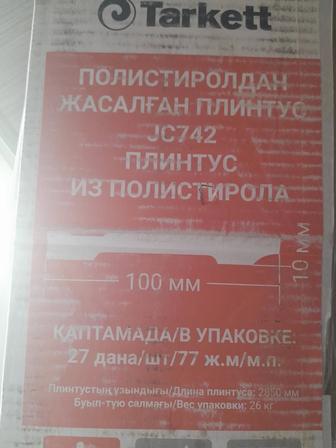 Tarkett
ПОЛИСТИРОЛДАН
ЖАСАЛҒАН ПЛИНТУС
JC742
ПЛИНТУС
ИЗ ПОЛИСТИРОЛА
10 мм
100 мм
ҚАПТАМАДА/В УПАКОВКЕ:
27 дана/шт/77 ж.м/м.п.
Плинтустың ұзындығы/Длина плинтуса: 2850 мм
Буып-түю салмағы/Вес упаковки: 26 кг